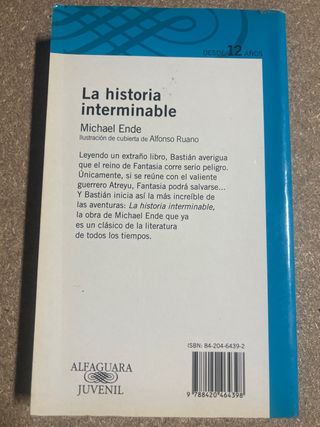 DESDE 12 AÑOS
La historia
interminable
Michael Ende
Ilustración de cubierta de Alfonso Ruano
Leyendo un extraño libro, Bastián averigua
que el reino de Fantasia corre serio peligro.
Únicamente, si se reúne con el valiente
guerrero Atreyu, Fantasia podrá salvarse...
Y Bastián inicia así la más increíble de
las aventuras: La historia interminable,
la obra de Michael Ende que ya
es un clásico de la literatura
de todos los tiempos.
ISBN: 84-204-6439-2
9 788420 464398
ALFAGUARA
JUVENIL